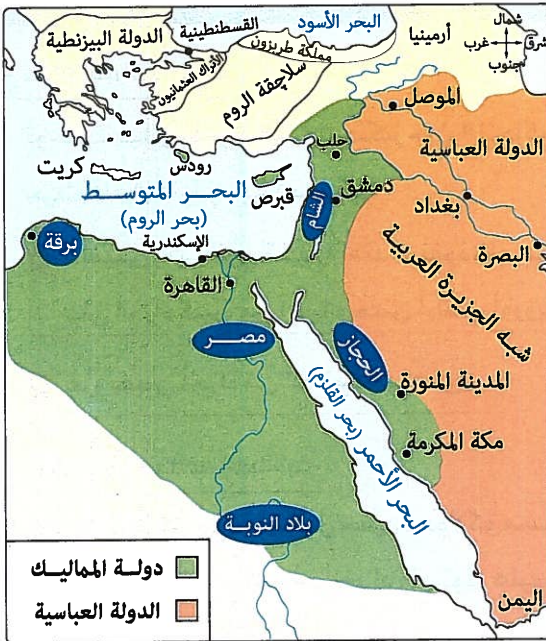 البحر الأسود
شمال
شرق
غرب
جنوب
أرمينيا
القسطنطينية
الدولة البيزنطية
مملكة طربزون
الأتراك العثمانيون
سلاجقة الروم
الموصل
حلب
الدولة العباسية
رودس
كريت
قبرص
البحر المتوسط
(بحر الروم)
دمشق
الشام
بغداد
البصرة
برقة
الإسكندرية
القاهرة
شبه الجزيرة العربية
مصر
الحجاز
المدينة المنورة
مكة المكرمة
البحر الأحمر (بحر القلزم)
بلاد النوبة
اليمن
دولة المماليك
الدولة العباسية